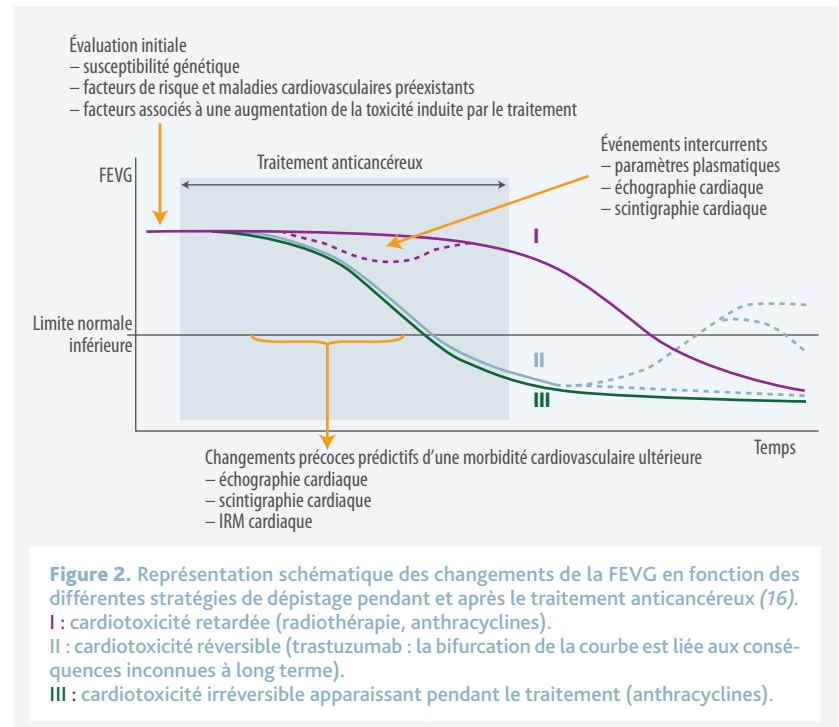 Évaluation initiale
– susceptibilité génétique
– facteurs de risque et maladies cardiovasculaires préexistants
– facteurs associés à une augmentation de la toxicité induite par le traitement
Événements intercurrents
– paramètres plasmatiques
– échographie cardiaque
– scintigraphie cardiaque
FEVG
Traitement anticancéreux
I
Limite normale
inférieure
II
III
Temps
Changements précoces prédictifs d’une morbidité cardiovasculaire ultérieure
– échographie cardiaque
– scintigraphie cardiaque
– IRM cardiaque
Figure 2. Représentation schématique des changements de la FEVG en fonction des
différentes stratégies de dépistage pendant et après le traitement anticancéreux (16).
I : cardiotoxicité retardée (radiothérapie, anthracyclines).
II : cardiotoxicité réversible (trastuzumab : la bifurcation de la courbe est liée aux consé-
quences inconnues à long terme).
III : cardiotoxicité irréversible apparaissant pendant le traitement (anthracyclines).